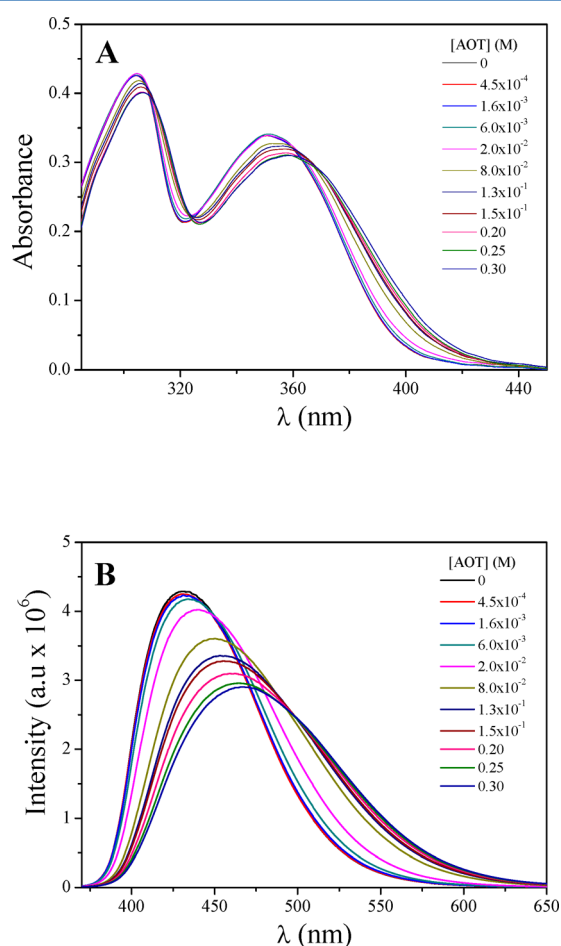 A
[AOT] (M)
0
4.5x10⁻⁴
1.6x10⁻³
6.0x10⁻³
2.0x10⁻²
8.0x10⁻²
1.3x10⁻¹
1.5x10⁻¹
0.20
0.25
0.30
Absorbance
0.5
0.4
0.3
0.2
0.1
0.0
320 360 400 440
λ (nm)
B
[AOT] (M)
0
4.5x10⁻⁴
1.6x10⁻³
6.0x10⁻³
2.0x10⁻²
8.0x10⁻²
1.3x10⁻¹
1.5x10⁻¹
0.20
0.25
0.30
Intensity (a.u x 10⁶)
5
4
3
2
1
0
400 450 500 550 600 650
λ (nm)